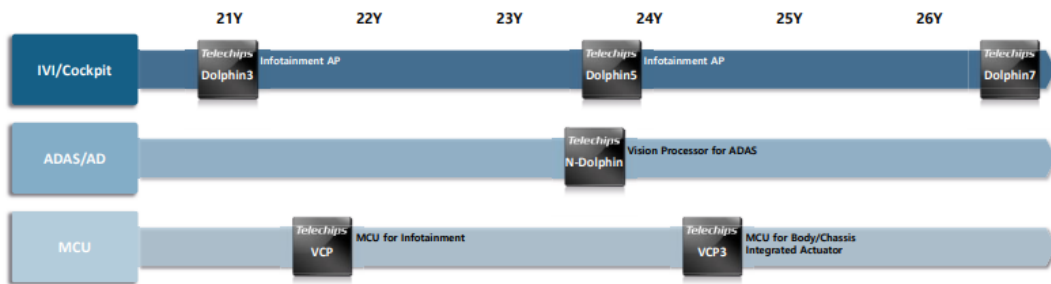 21Y 22Y 23Y 24Y 25Y 26Y
IVI/Cockpit
Telechips
Dolphin3
Infotainment AP
Telechips
Dolphin5
Infotainment AP
Telechips
Dolphin7
ADAS/AD
Telechips
N-Dolphin
Vision Processor for ADAS
MCU
Telechips
VCP
MCU for Infotainment
Telechips
VCP3
MCU for Body/Chassis
Integrated Actuator